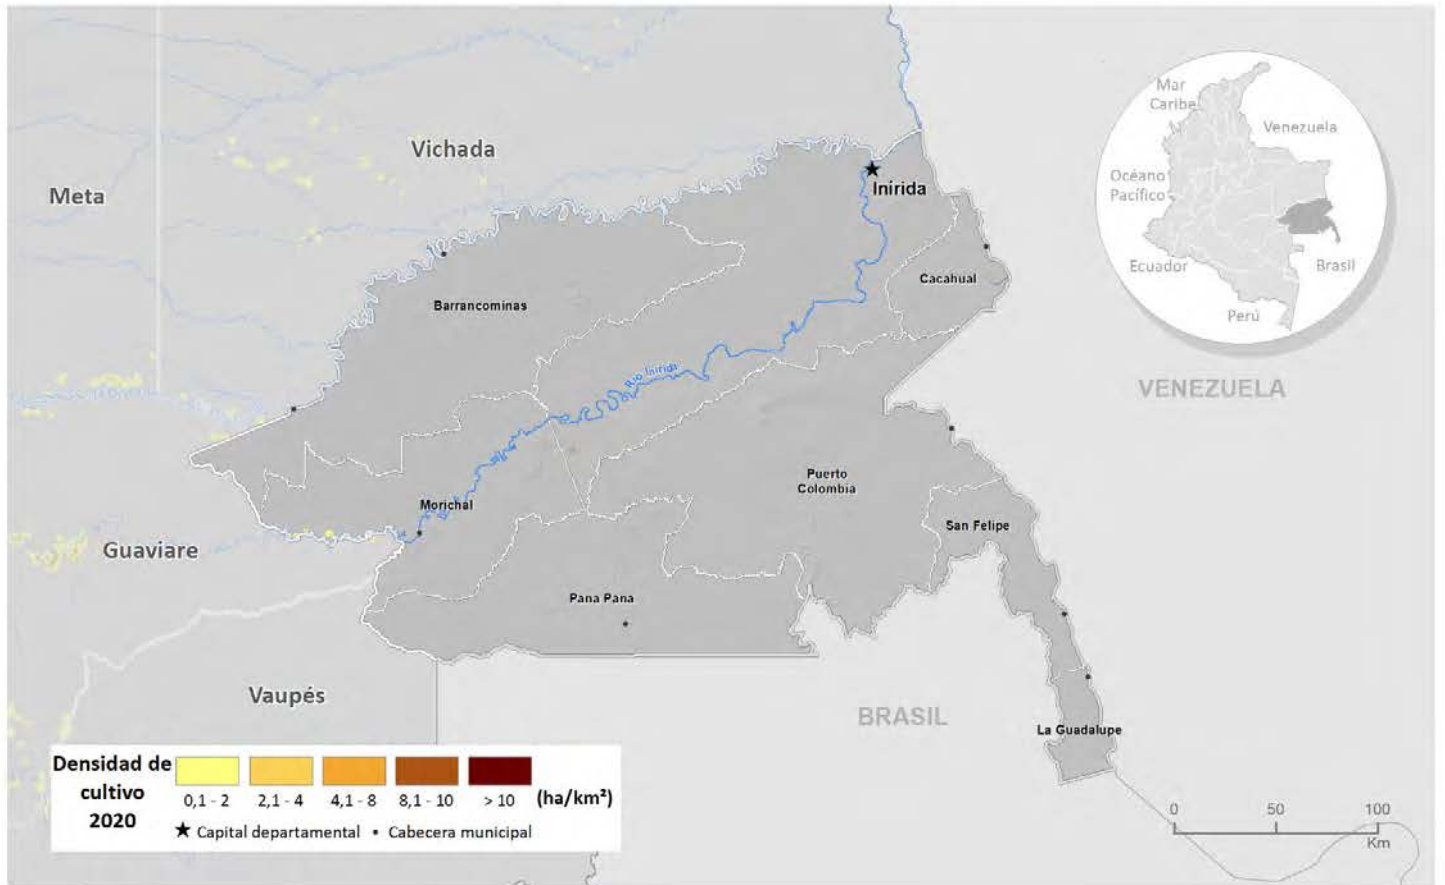 Mar
Caribe
Venezuela
Océano
Pacífico
Ecuador
Brasil
Perú
Vichada
Meta
Inirida
Cacahual
Barrancominas
Rio Inirida
VENEZUELA
Puerto
Colombia
Morichal
San Felipe
Guaviare
Pana Pana
Vaupés
BRASIL
La Guadalupe
Densidad de
cultivo
2020
0,1 - 2
2,1 - 4
4,1 - 8
8,1 - 10
> 10
(ha/km²)
Capital departamental
Cabecera municipal
0 50 100
Km